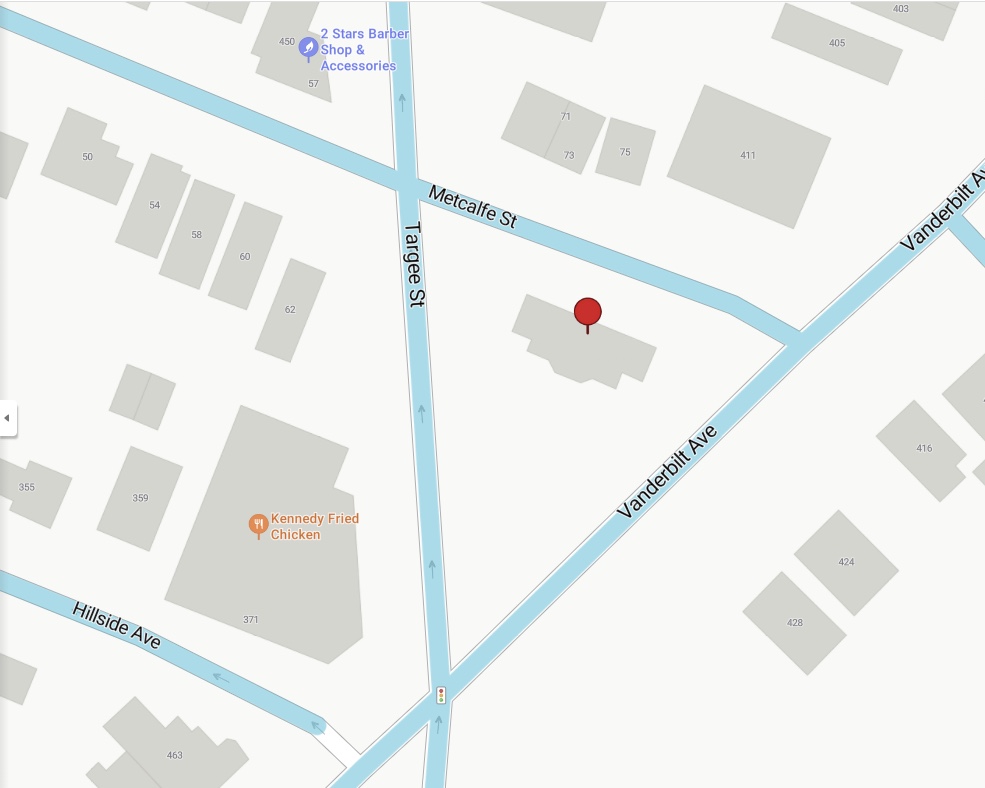 403
2 Stars Barber
Shop &
Accessories
450
57
405
71
73
75
411
50
54
58
60
62
Metcalfe St
Targee St
Vanderbilt Av
Vanderbilt Ave
355
359
Kennedy Fried
Chicken
371
416
424
428
Hillside Ave
463